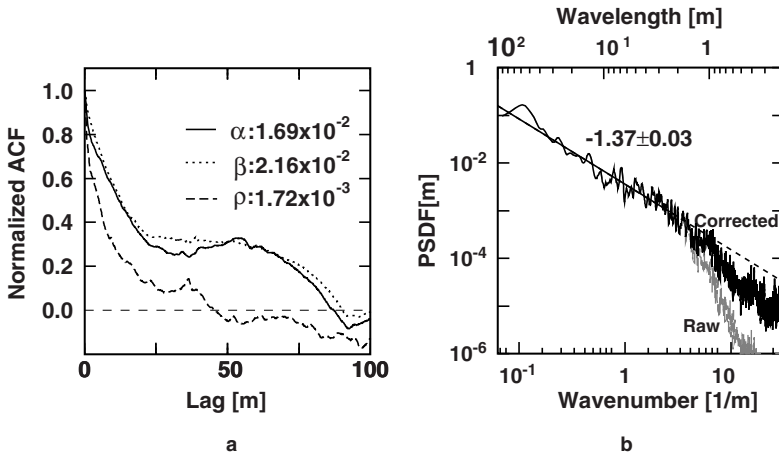 Normalized ACF
1.0
0.8
0.6
0.4
0.2
0.0
α:1.69x10⁻²
β:2.16x10⁻²
ρ:1.72x10⁻³
0 50 100
Lag [m]
a
Wavelength [m]
10² 10¹ 1
PSDF[m]
1
10⁻²
10⁻⁴
10⁻⁶
-1.37±0.03
Corrected
Raw
10⁻¹ 1 10
Wavenumber [1/m]
b